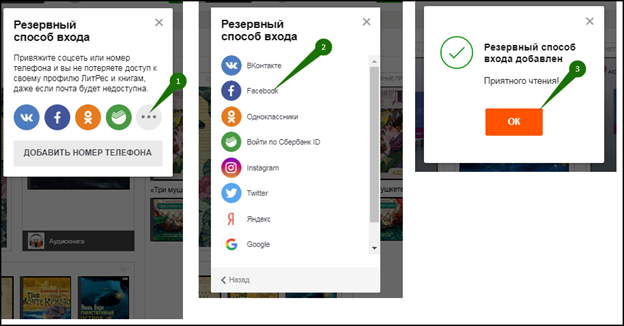 Резервный
способ входа
Привяжите соцсеть или номер
телефона и вы не потеряете доступ к
своему профилю ЛитРес и книгам,
даже если почта будет недоступна.
1
ДОБАВИТЬ НОМЕР ТЕЛЕФОНА
«Три муш
Аудиокнига
Резервный
способ входа
2
ВКонтакте
Facebook
Одноклассники
Войти по Сбербанк ID
Instagram
Twitter
Яндекс
Google
Назад
Резервный способ
входа добавлен
3
Приятного чтения!
ОК